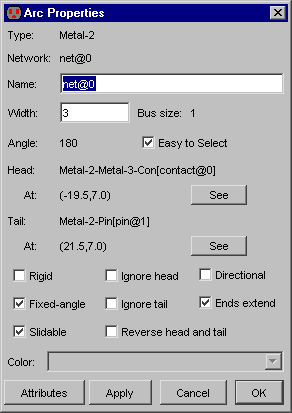 Arc Properties
Type: Metal-2
Network: net@0
Name: net@0
Width: 3 Bus size: 1
Angle: 180 Easy to Select
Head: Metal-2-Metal-3-Con[contact@0]
At: (-19.5,7.0) See
Tail: Metal-2-Pin[pin@1]
At: (21.5,7.0) See
Rigid Ignore head Directional
Fixed-angle Ignore tail Ends extend
Slidable Reverse head and tail
Color:
Attributes Apply Cancel OK